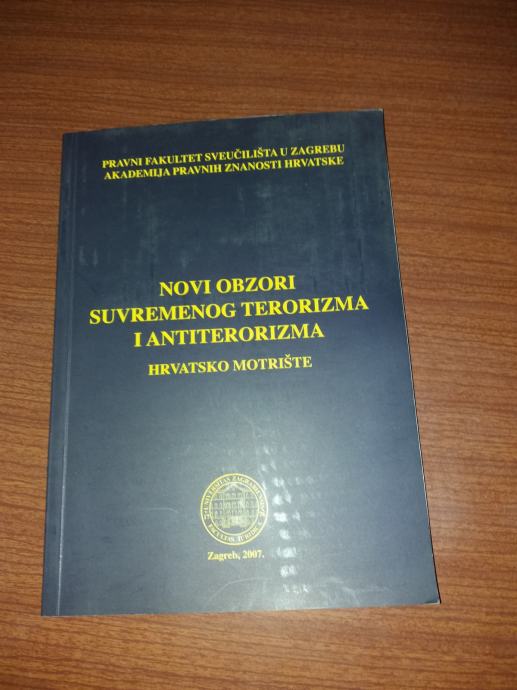 PRAVNI FAKULTET SVEUČILIŠTA U ZAGREBU
AKADEMIJA PRAVNIH ZNANOSTI HRVATSKE
NOVI OBZORI
SUVREMENOG TERORIZMA
I ANTITERORIZMA
HRVATSKO MOTRIŠTE
Zagreb, 2007.